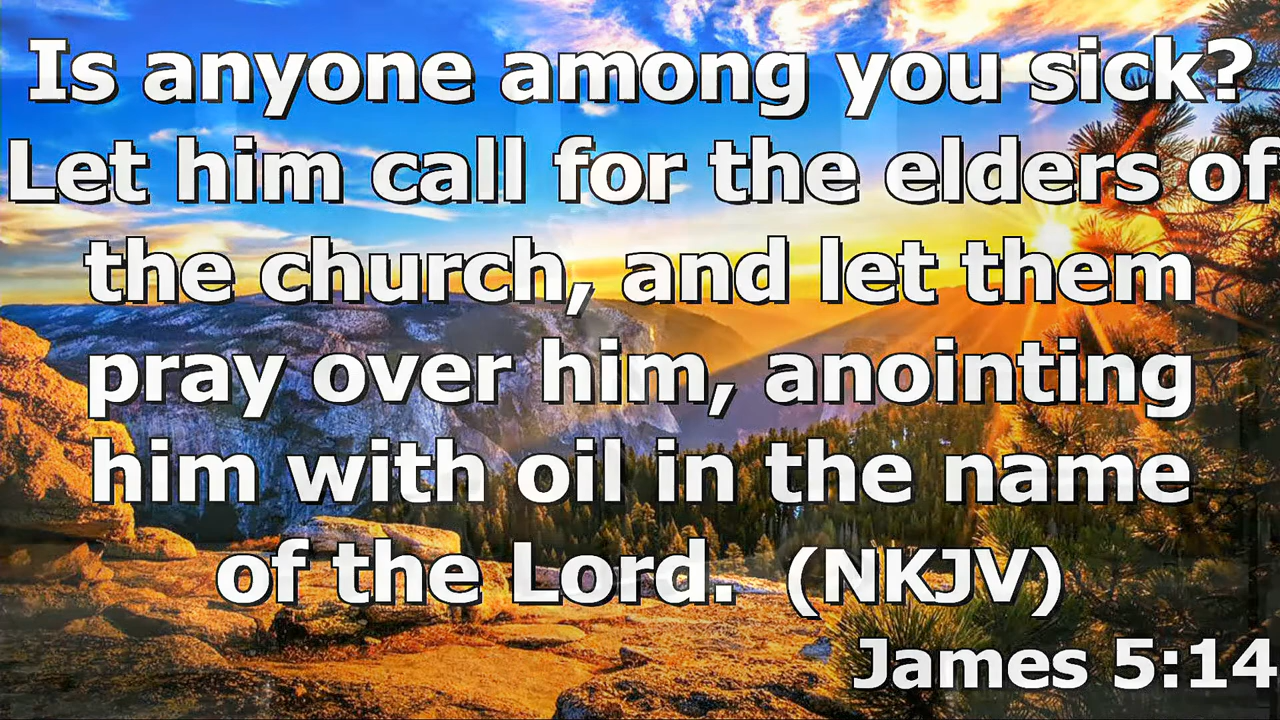 Is anyone among you sick?
Let him call for the elders of
the church, and let them
pray over him, anointing
him with oil in the name
of the Lord. (NKJV)
James 5:14